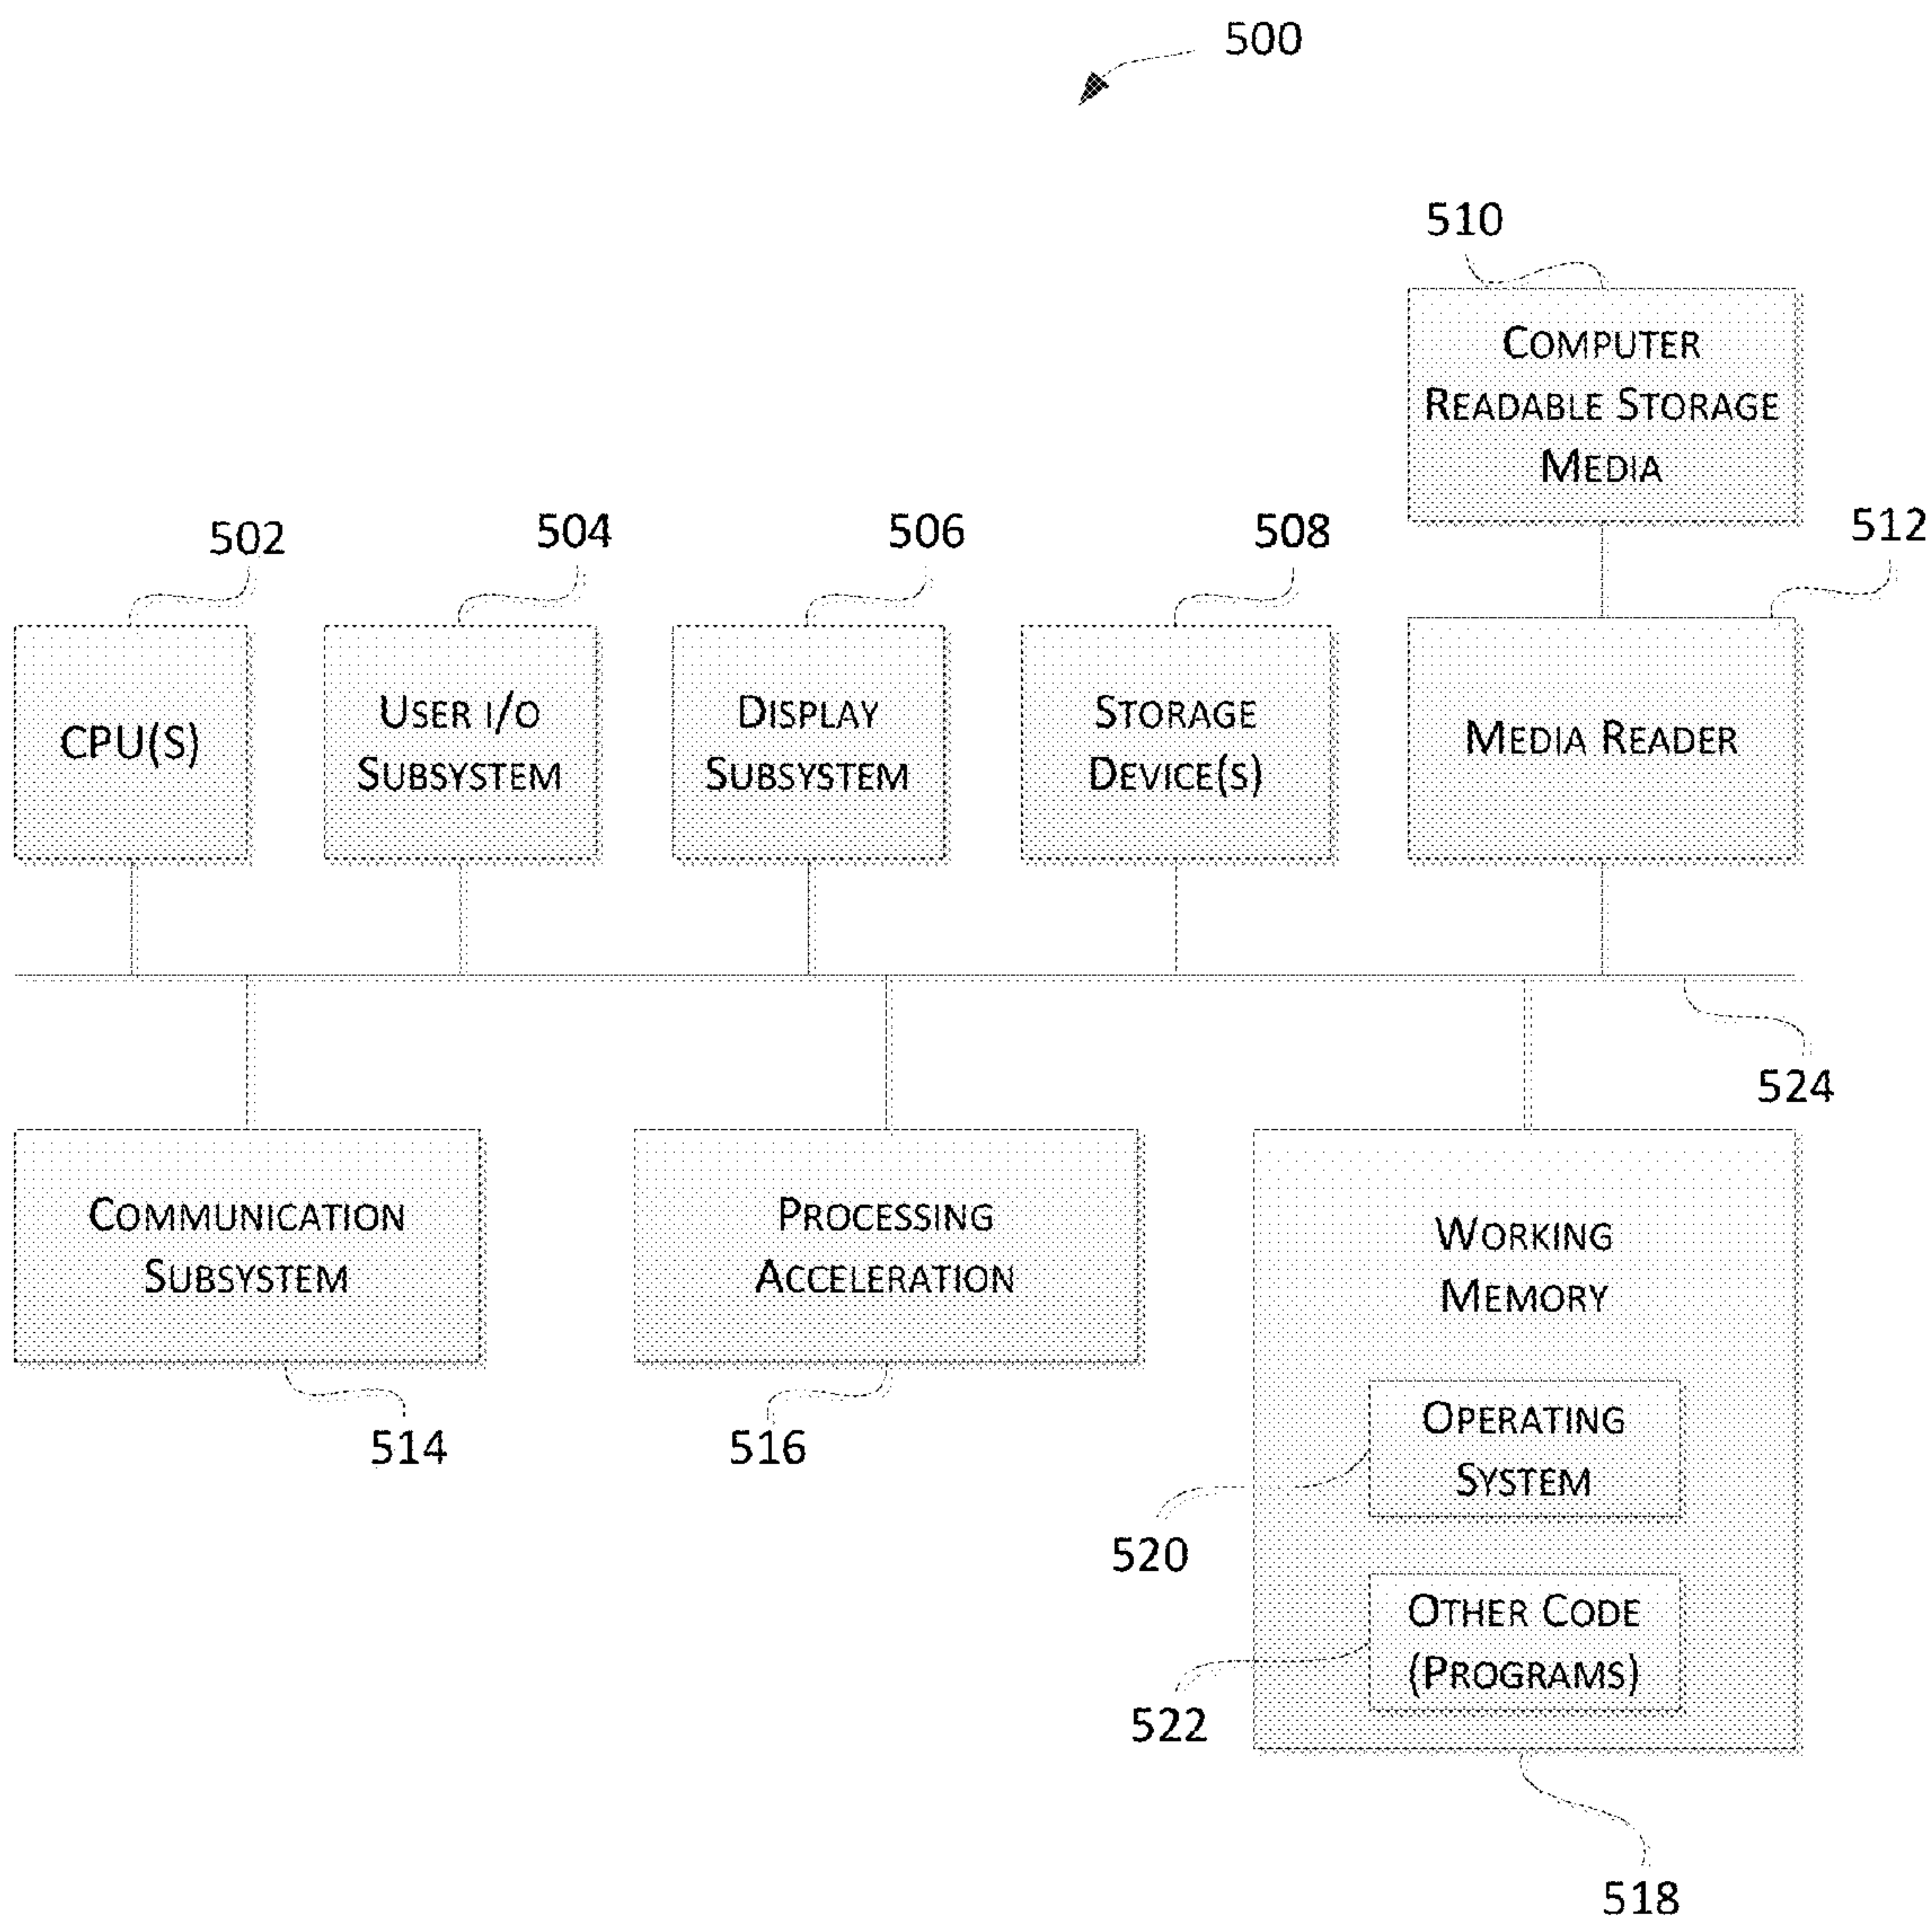 500
510
COMPUTER
READABLE STORAGE
MEDIA
502
504
506
508
512
CPU(S)
USER I/O
SUBSYSTEM
DISPLAY
SUBSYSTEM
STORAGE
DEVICE(S)
MEDIA READER
524
COMMUNICATION
SUBSYSTEM
PROCESSING
ACCELERATION
WORKING
MEMORY
514
516
OPERATING
SYSTEM
520
OTHER CODE
(PROGRAMS)
522
518